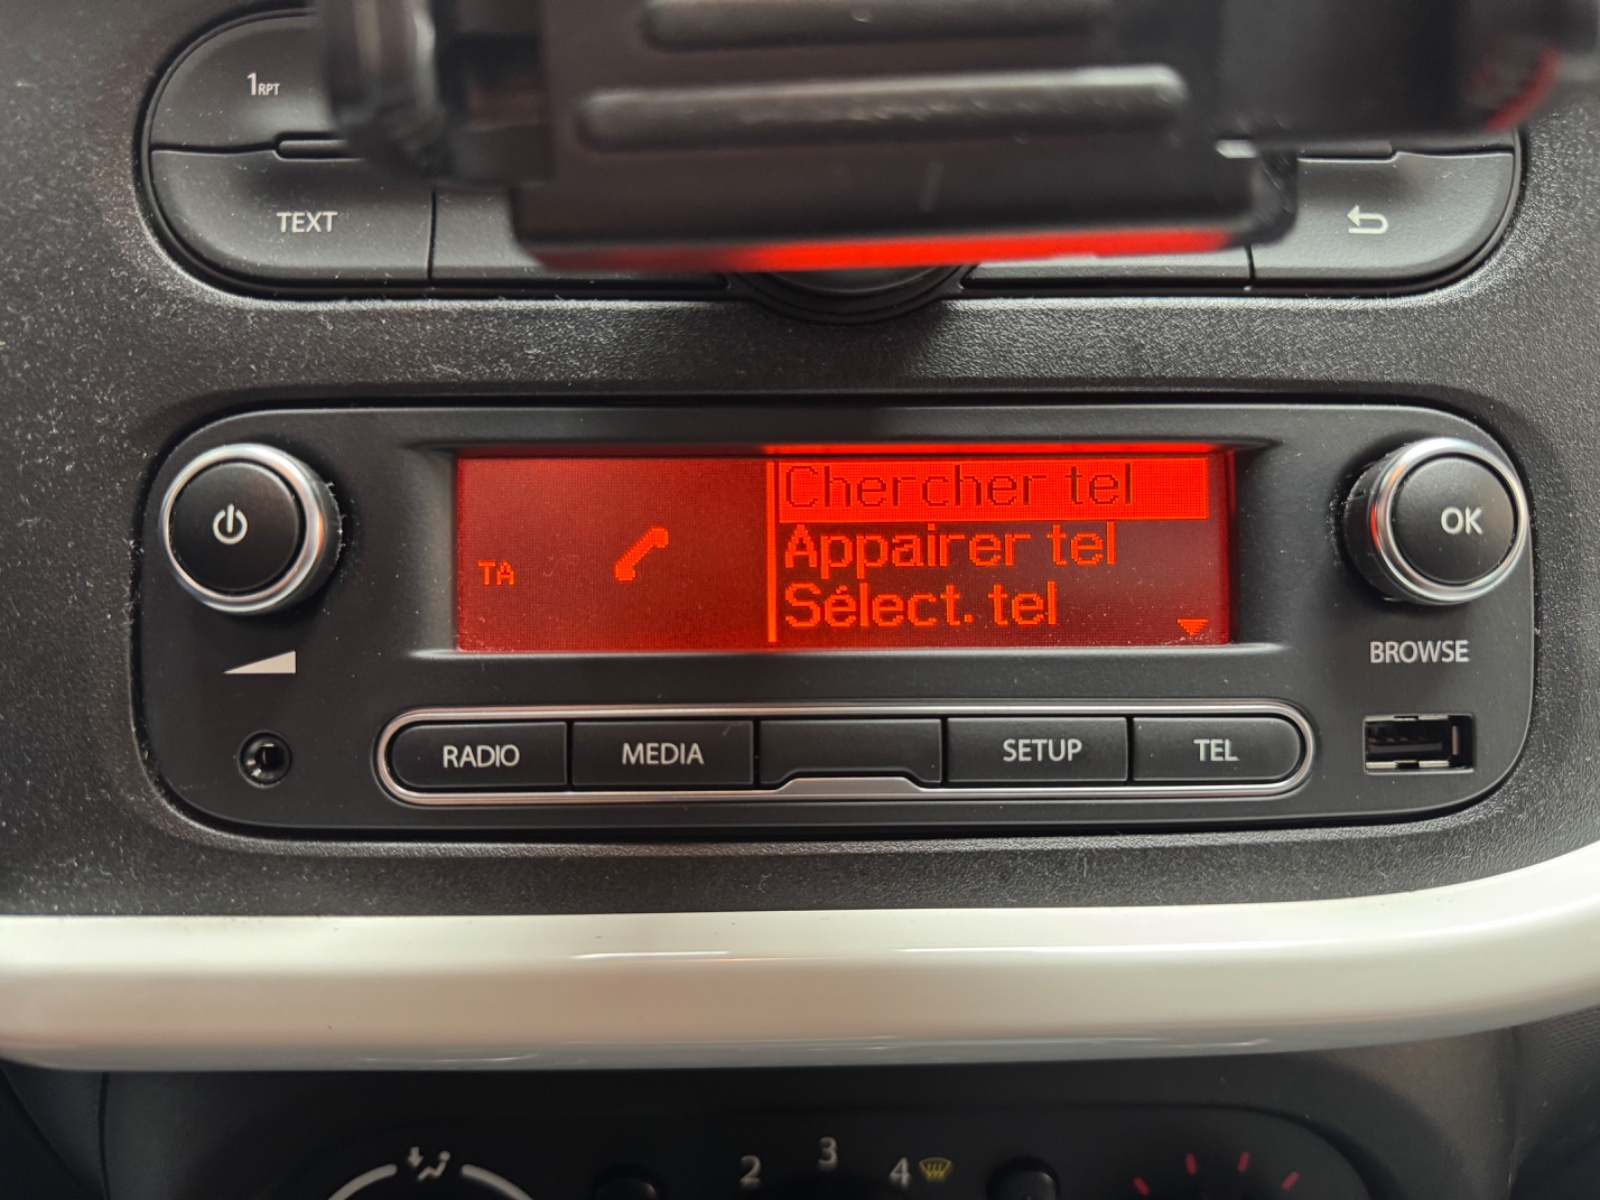 1RPT
TEXT
Chercher tel
Appairer tel
TA
Sélect. tel
OK
BROWSE
RADIO MEDIA SETUP TEL
2 3 4